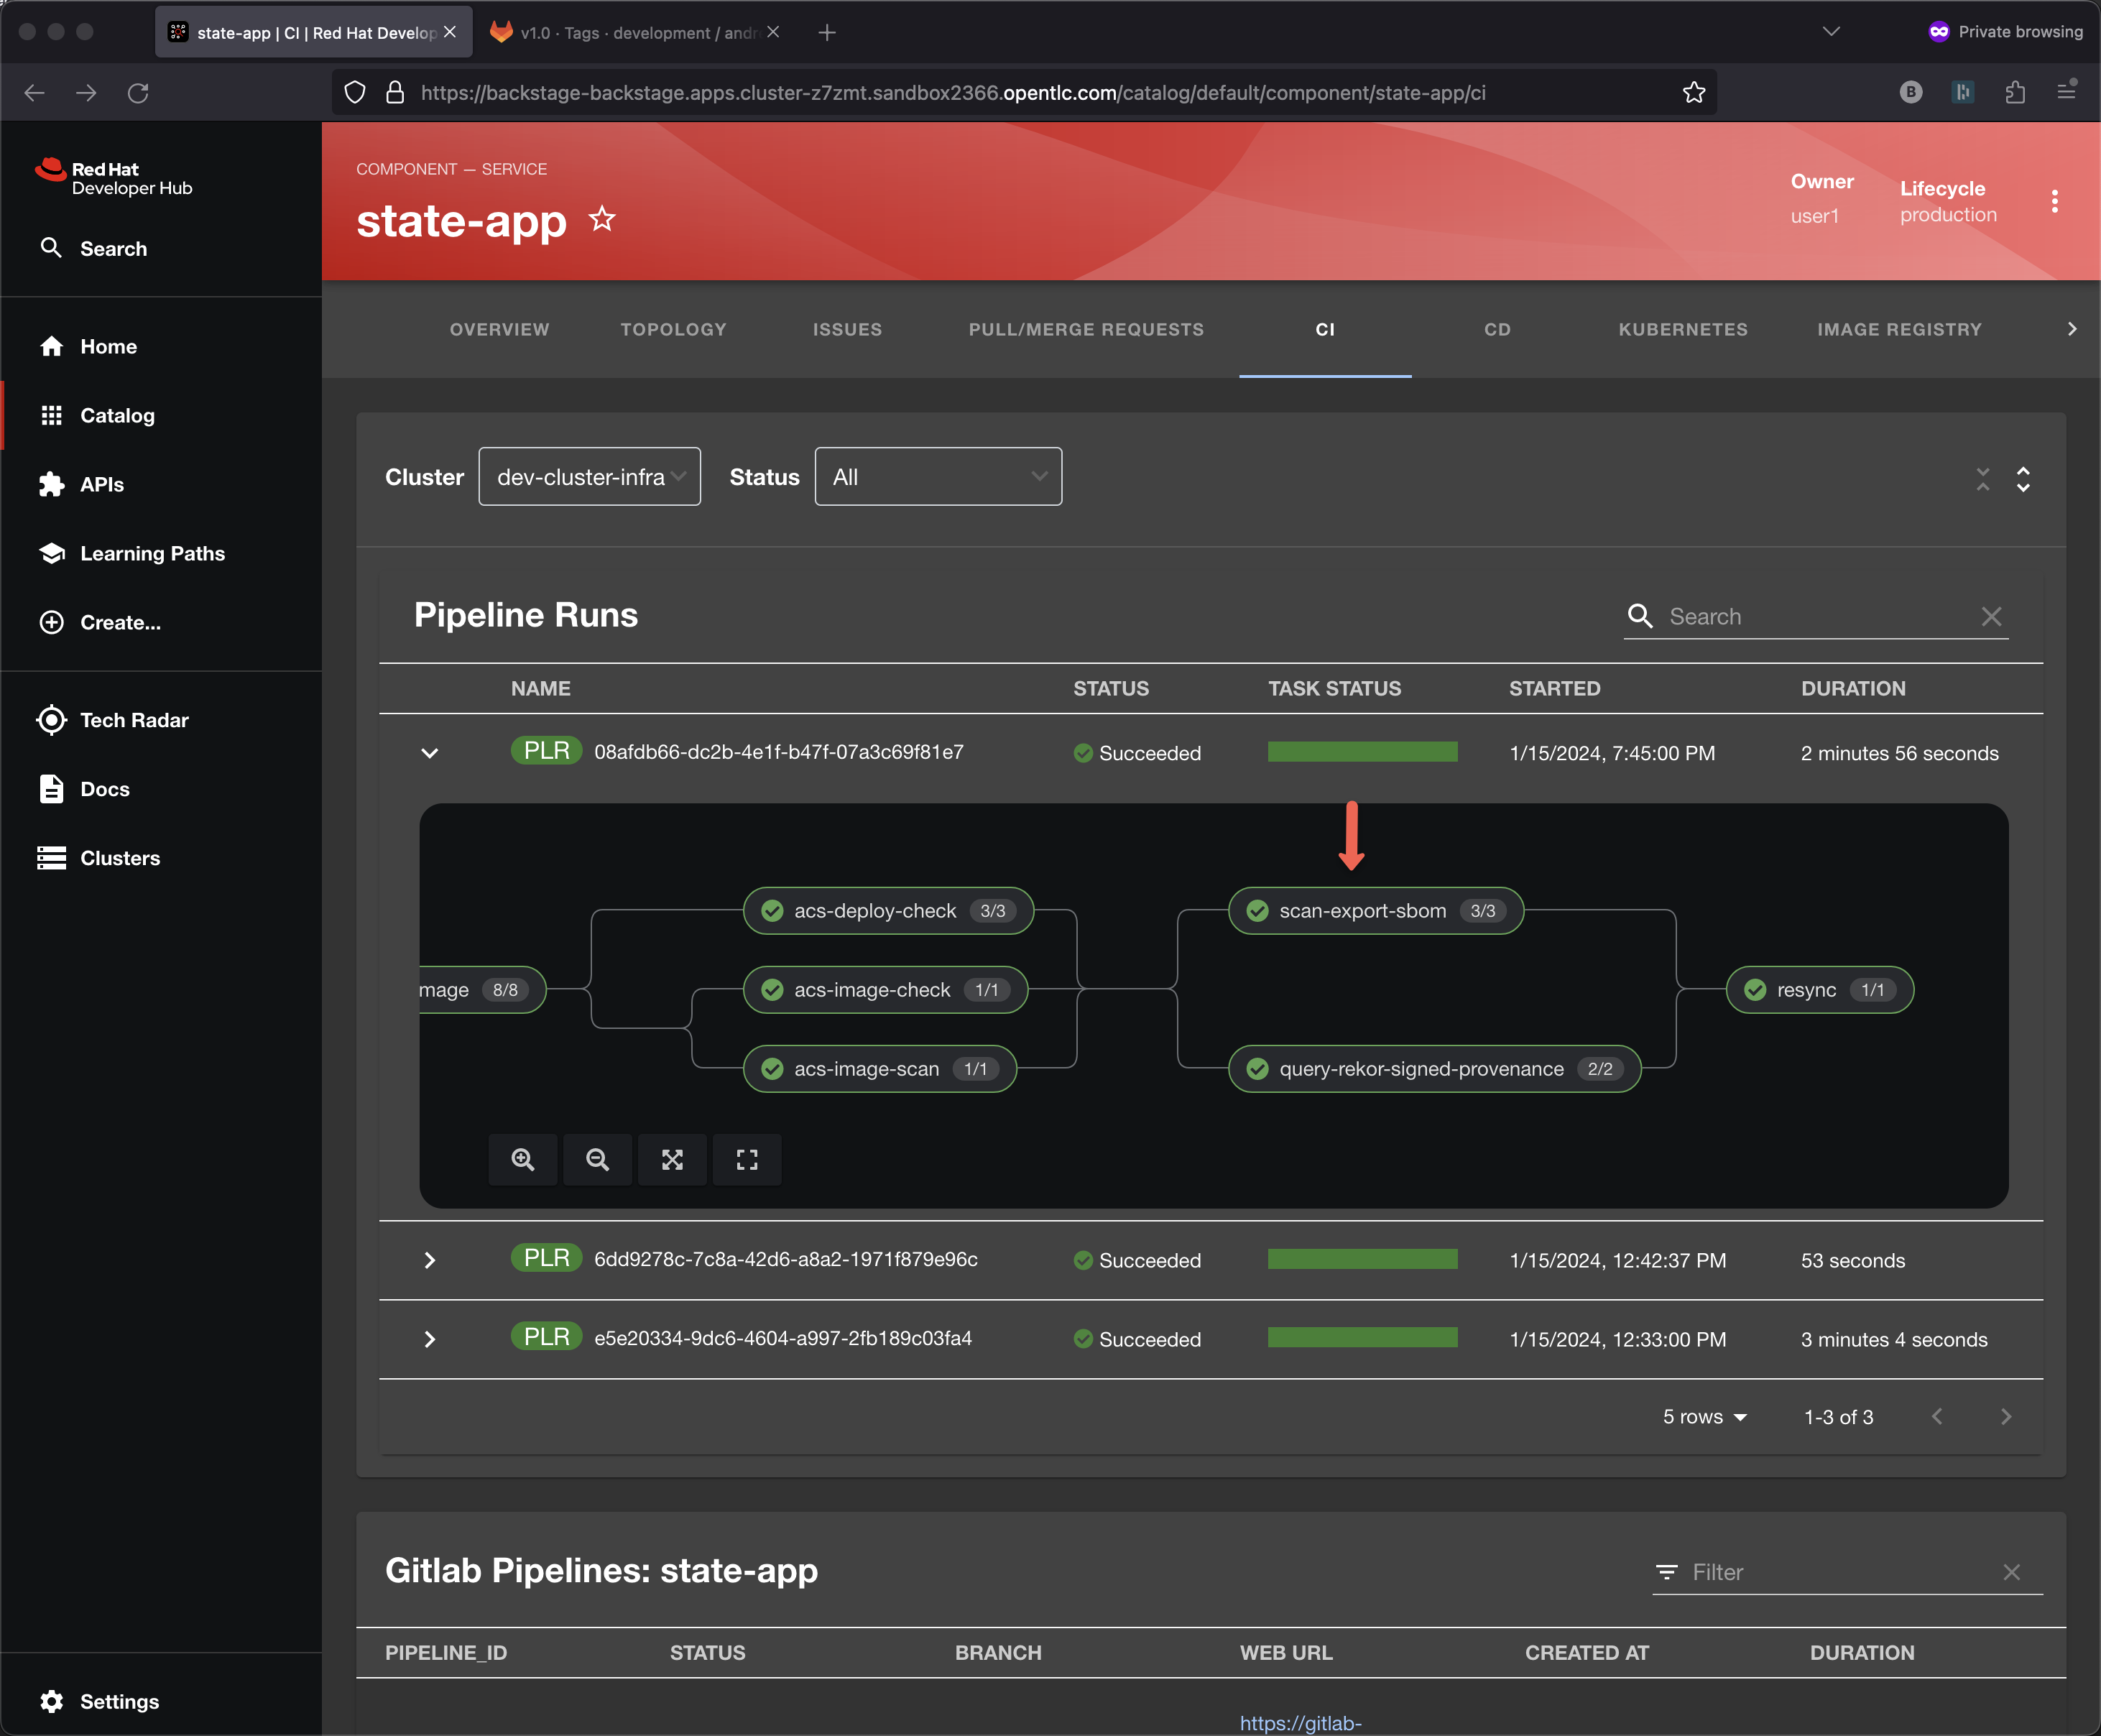 state-app | CI | Red Hat Develop
v1.0 · Tags · development / andr
Private browsing
https://backstage-backstage.apps.cluster-z7zmt.sandbox2366.opentlc.com/catalog/default/component/state-app/ci
B
Red Hat
Developer Hub
Search
Home
Catalog
APIs
Learning Paths
Create...
Tech Radar
Docs
Clusters
Settings
COMPONENT — SERVICE
state-app
Owner
user1
Lifecycle
production
OVERVIEW TOPOLOGY ISSUES PULL/MERGE REQUESTS CI CD KUBERNETES IMAGE REGISTRY
Cluster dev-cluster-infra Status All
Pipeline Runs
Search
NAME STATUS TASK STATUS STARTED DURATION
PLR 08afdb66-dc2b-4e1f-b47f-07a3c69f81e7 Succeeded 1/15/2024, 7:45:00 PM 2 minutes 56 seconds
acs-deploy-check 3/3 scan-export-sbom 3/3
mage 8/8 acs-image-check 1/1 resync 1/1
acs-image-scan 1/1 query-rekor-signed-provenance 2/2
PLR 6dd9278c-7c8a-42d6-a8a2-1971f879e96c Succeeded 1/15/2024, 12:42:37 PM 53 seconds
PLR e5e20334-9dc6-4604-a997-2fb189c03fa4 Succeeded 1/15/2024, 12:33:00 PM 3 minutes 4 seconds
5 rows 1-3 of 3
Gitlab Pipelines: state-app
Filter
PIPELINE_ID STATUS BRANCH WEB URL CREATED AT DURATION
https://gitlab-